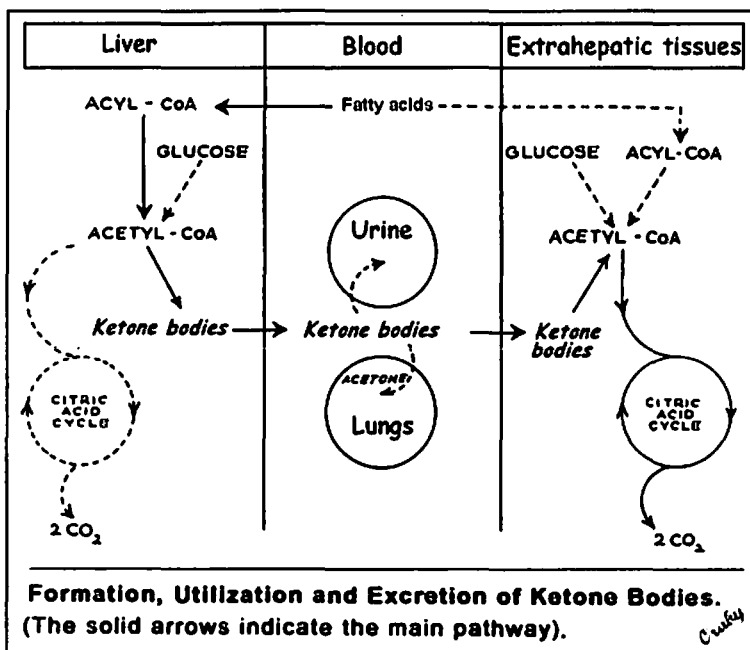 Liver Blood Extrahepatic tissues
ACYL - CoA Fatty acids
GLUCOSE GLUCOSE ACYL-CoA
ACETYL - CoA Urine ACETYL - CoA
Ketone bodies Ketone bodies Ketone
bodies
ACETONE
Lungs
CITRIC
ACID
CYCLE
CITRIC
ACID
CYCLE
2 CO2
2 CO2
Formation, Utilization and Excretion of Ketone Bodies.
(The solid arrows indicate the main pathway).